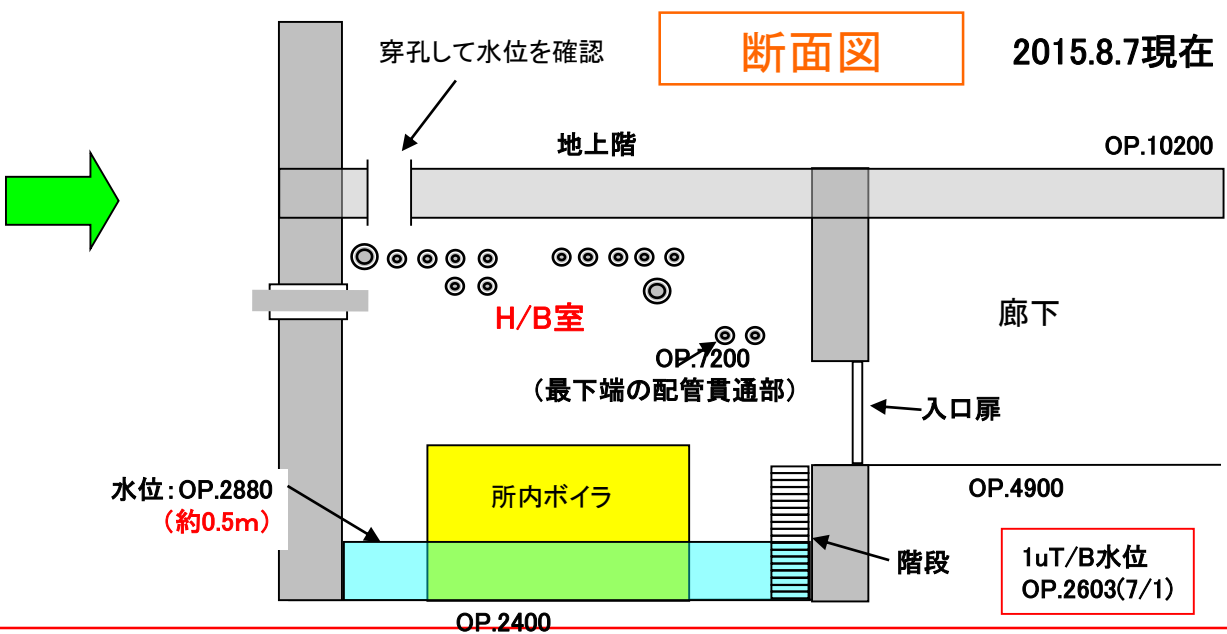 断面図
2015.8.7現在
穿孔して水位を確認
地上階
OP.10200
H/B室
廊下
OP.7200
（最下端の配管貫通部）
入口扉
水位：OP.2880
（約0.5m）
所内ボイラ
OP.4900
階段
1uT/B水位
OP.2603(7/1)
OP.2400